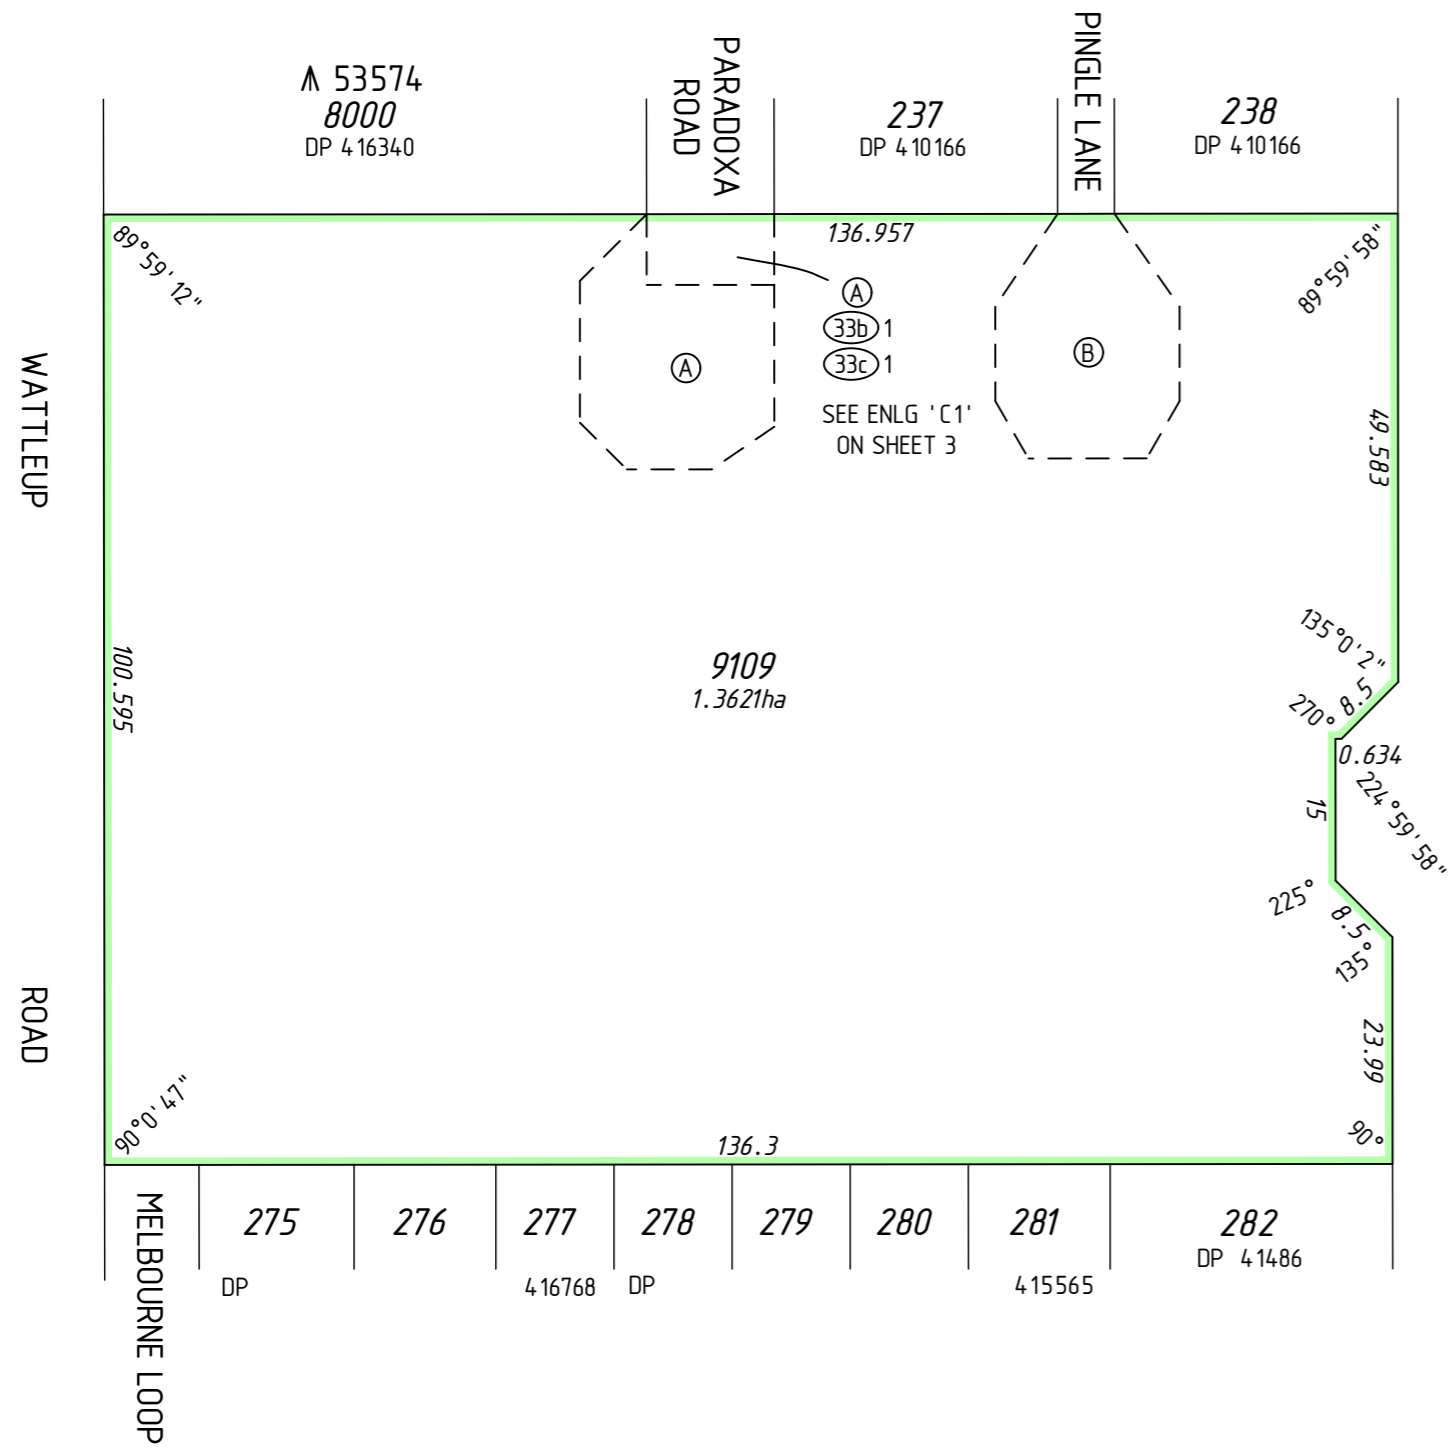 ⩚ 53574
8000
DP 416340
PARADOXA
ROAD
237
DP 410166
PINGLE LANE
238
DP 410166
136.957
89°59'12"
89°59'58"
A
33b 1
33c 1
A
B
SEE ENLG 'C1'
ON SHEET 3
WATTLEUP
49.583
100.595
9109
1.3621ha
135°0'2"
8.5
270°
0.634
15
224°59'58"
225°
8.5
135°
ROAD
23.99
90°0'47"
136.3
90°
MELBOURNE LOOP
275
276
277
278
279
280
281
282
DP 41486
DP 416768
DP 415565